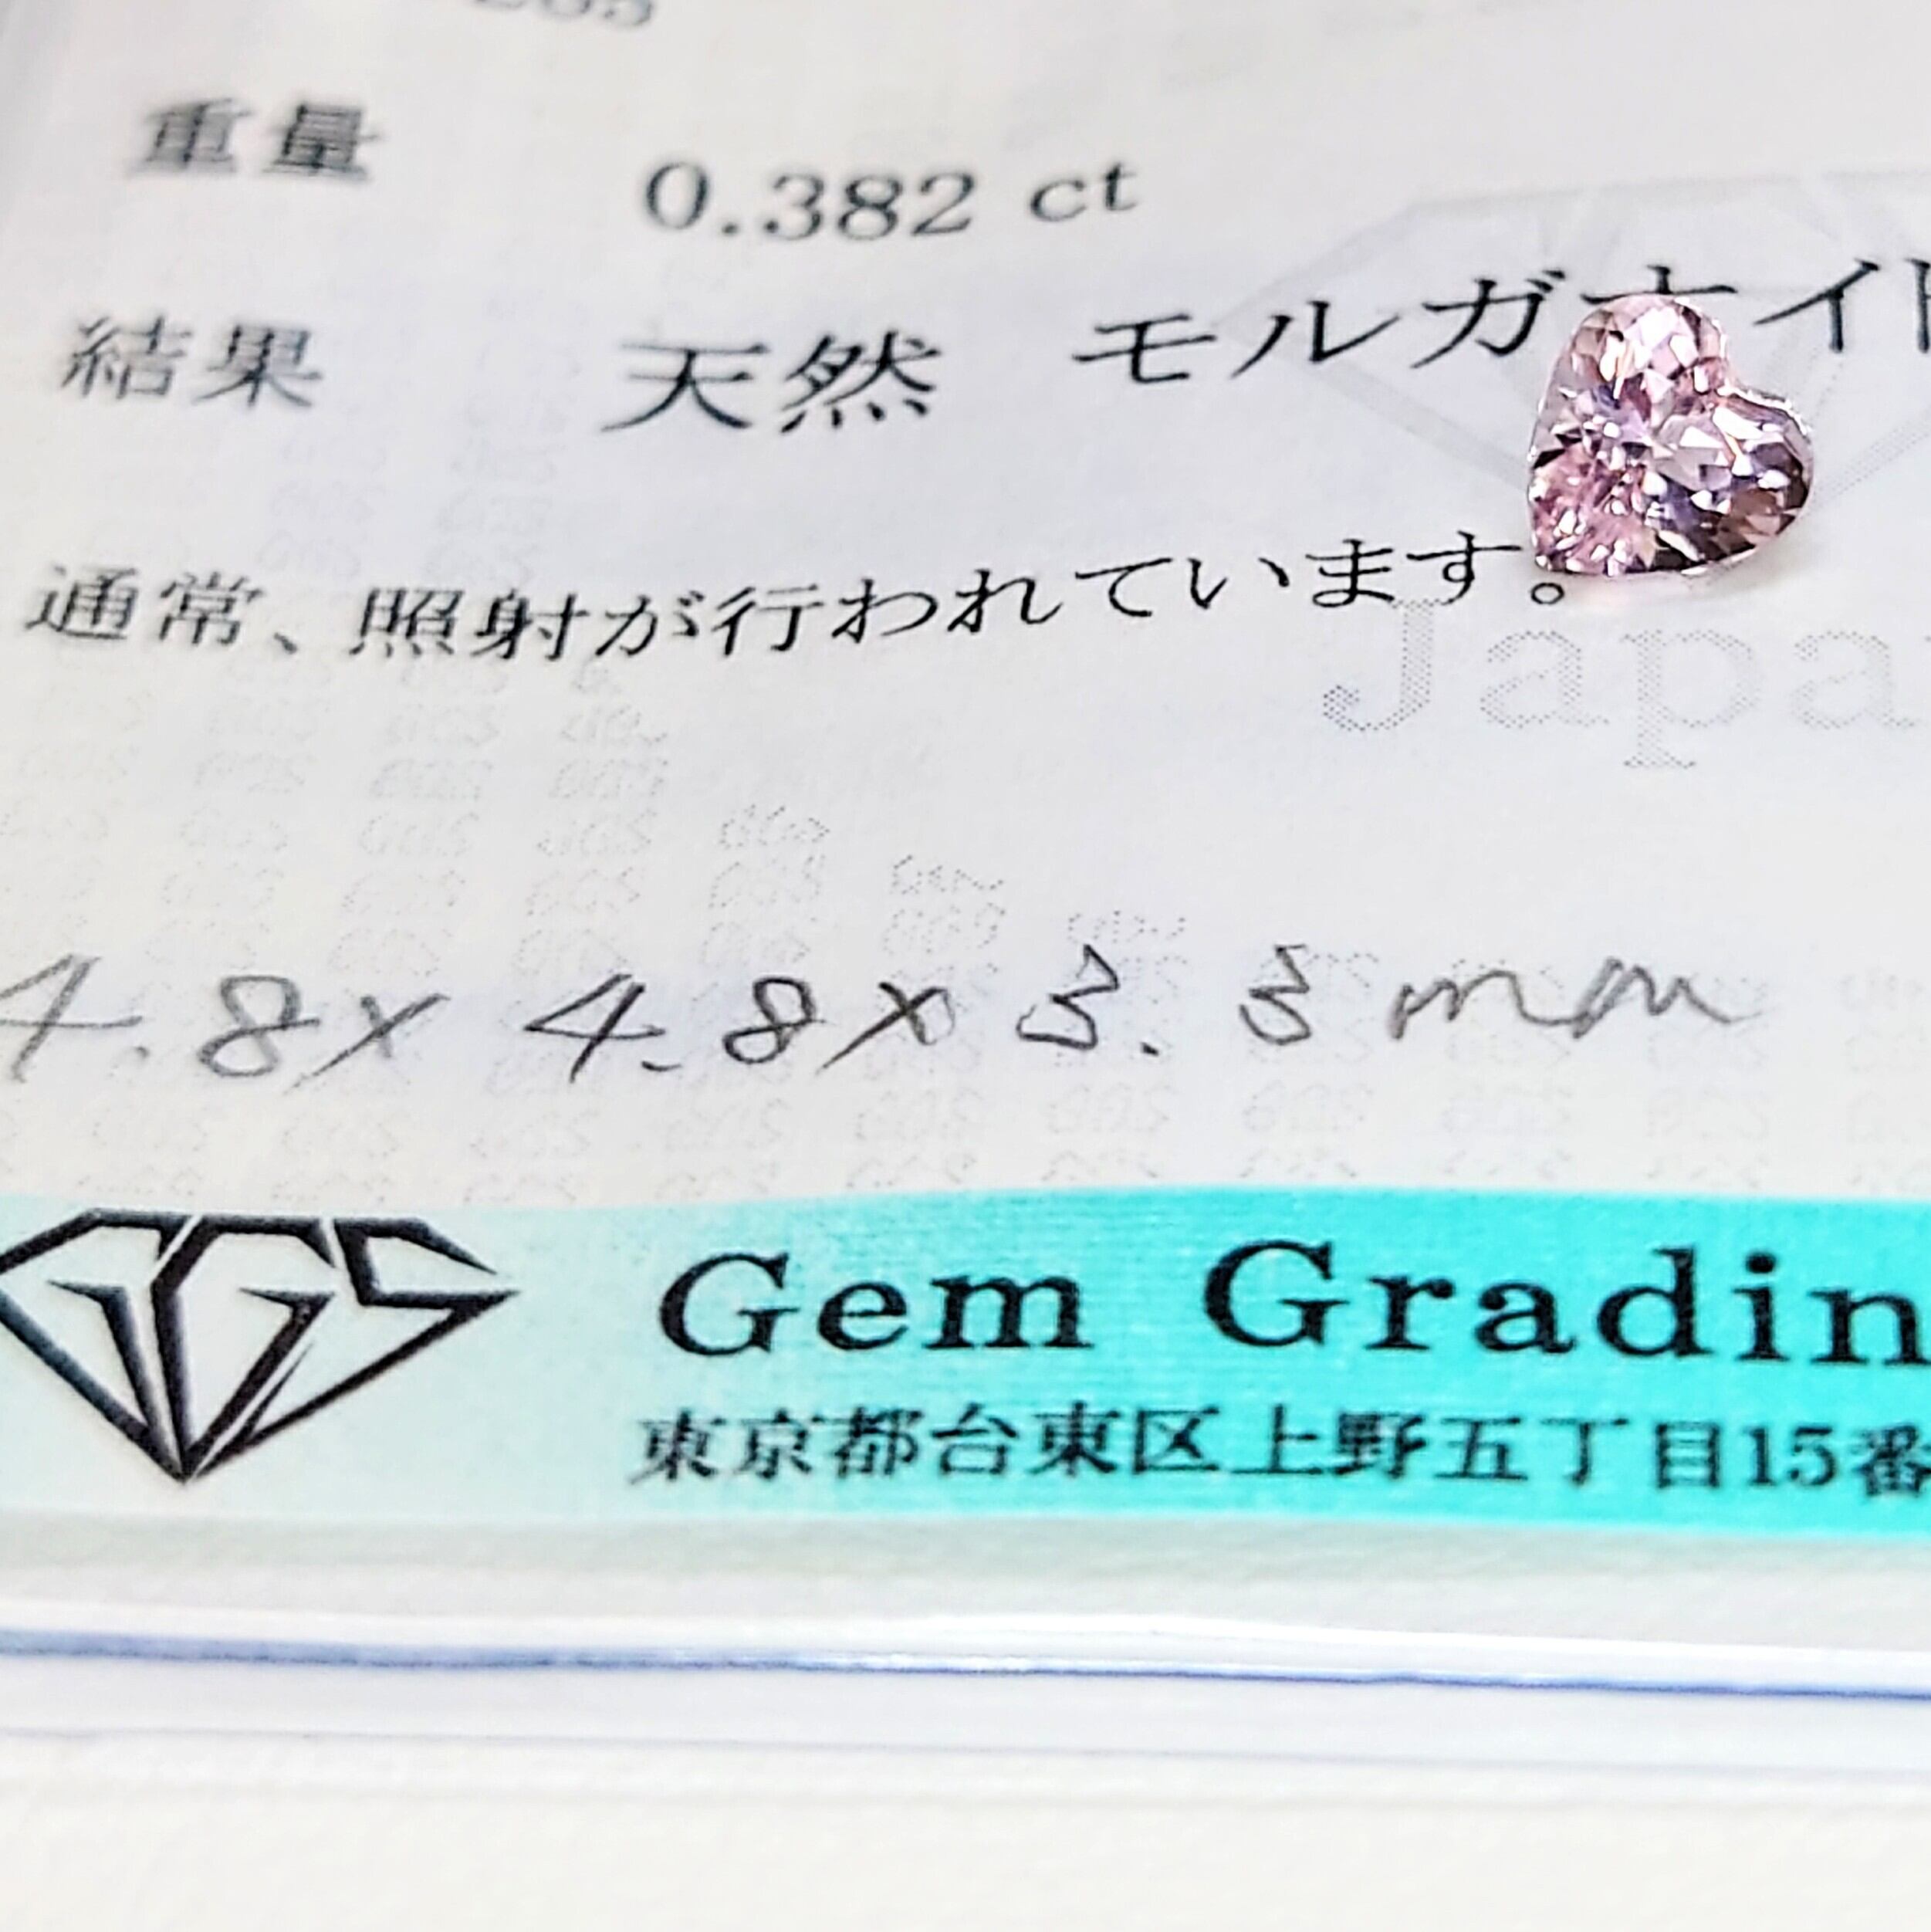 重量 0.382 ct
結果 天然 モルガナイト
通常、照射が行われています。
Japa
4.8x 4.8x 3.3mm
GGS
Gem Gradin
東京都台東区上野五丁目15番